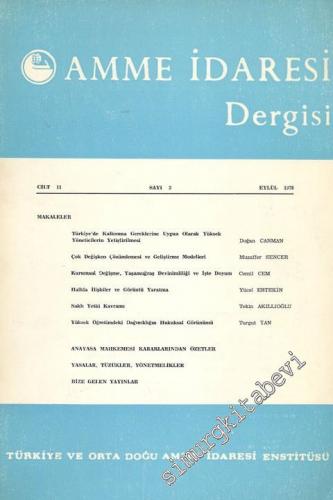 AMME İDARESİ
Dergisi
CİLT 11 SAYI 3 EYLÜL 1978
MAKALELER
Türkiye'de Kalkınma Gereklerine Uygun Olarak Yüksek
Yöneticilerin Yetiştirilmesi Doğan CANMAN
Çok Değişken Çözümlemesi ve Geliştirme Modelleri Muzaffer SENCER
Kurumsal Değişme, Yaşamuğraş Devinimliliği ve İşte Doyum Cemil CEM
Halkla İlişkiler ve Görüntü Yaratma Yücel ERTEKİN
Saklı Yetki Kavramı Tekin AKILLIOĞLU
Yüksek Öğretimdeki Dağınıklığın Hukuksal Görünümü Turgut TAN
ANAYASA MAHKEMESİ KARARLARINDAN ÖZETLER
YASALAR, TÜZÜKLER, YÖNETMELİKLER
BİZE GELEN YAYINLAR
TÜRKİYE VE ORTA DOĞU AMME İDARESİ ENSTİTÜSÜ
simurgkitabevi.com